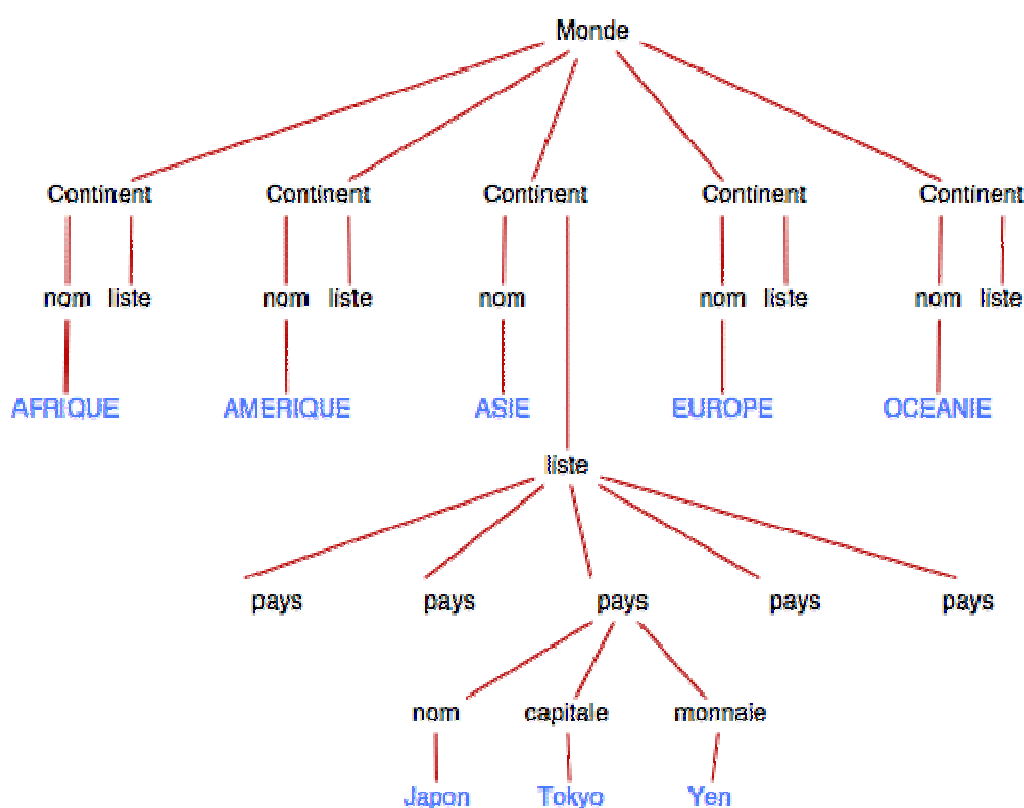 Monde
Continent Continent Continent Continent Continent
nom liste nom liste nom nom liste nom liste
AFRIQUE AMERIQUE ASIE EUROPE OCEANIE
liste
pays pays pays pays pays
nom capitale monnaie
Japon Tokyo Yen